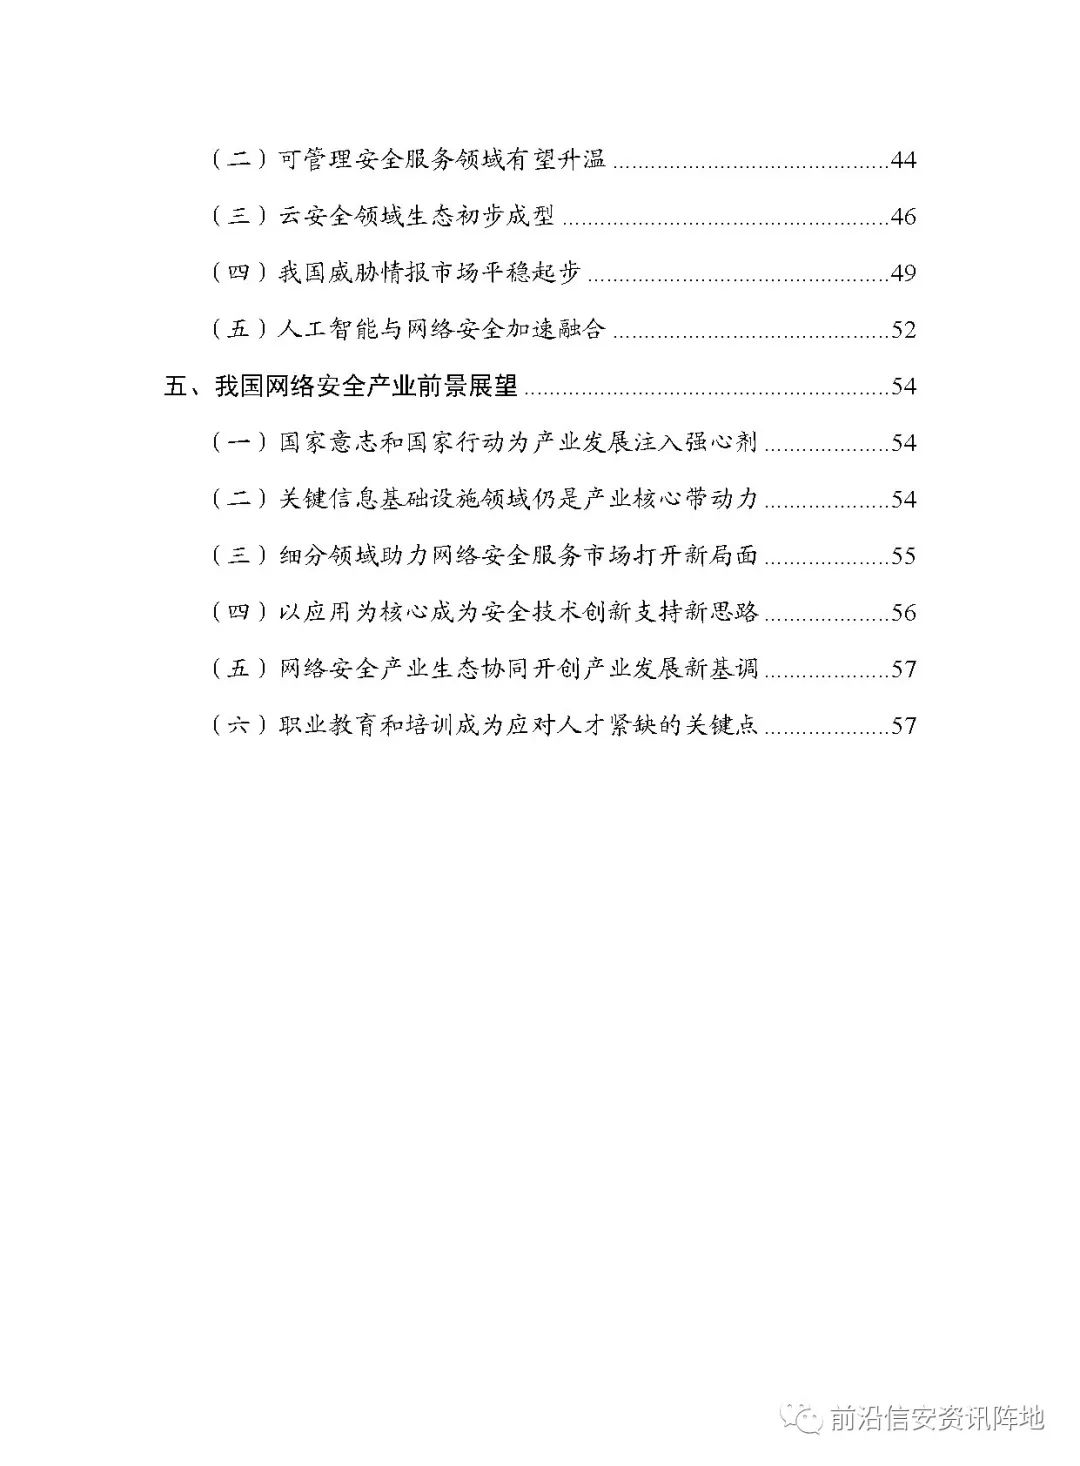 （二）可管理安全服务领域有望升温............................................44
（三）云安全领域生态初步成型....................................................46
（四）我国威胁情报市场平稳起步................................................49
（五）人工智能与网络安全加速融合............................................52
五、我国网络安全产业前景展望..........................................................54
（一）国家意志和国家行动为产业发展注入强心剂....................54
（二）关键信息基础设施领域仍是产业核心带动力....................54
（三）细分领域助力网络安全服务市场打开新局面....................55
（四）以应用为核心成为安全技术创新支持新思路....................56
（五）网络安全产业生态协同开创产业发展新基调....................57
（六）职业教育和培训成为应对人才紧缺的关键点....................57
前沿信安资讯阵地